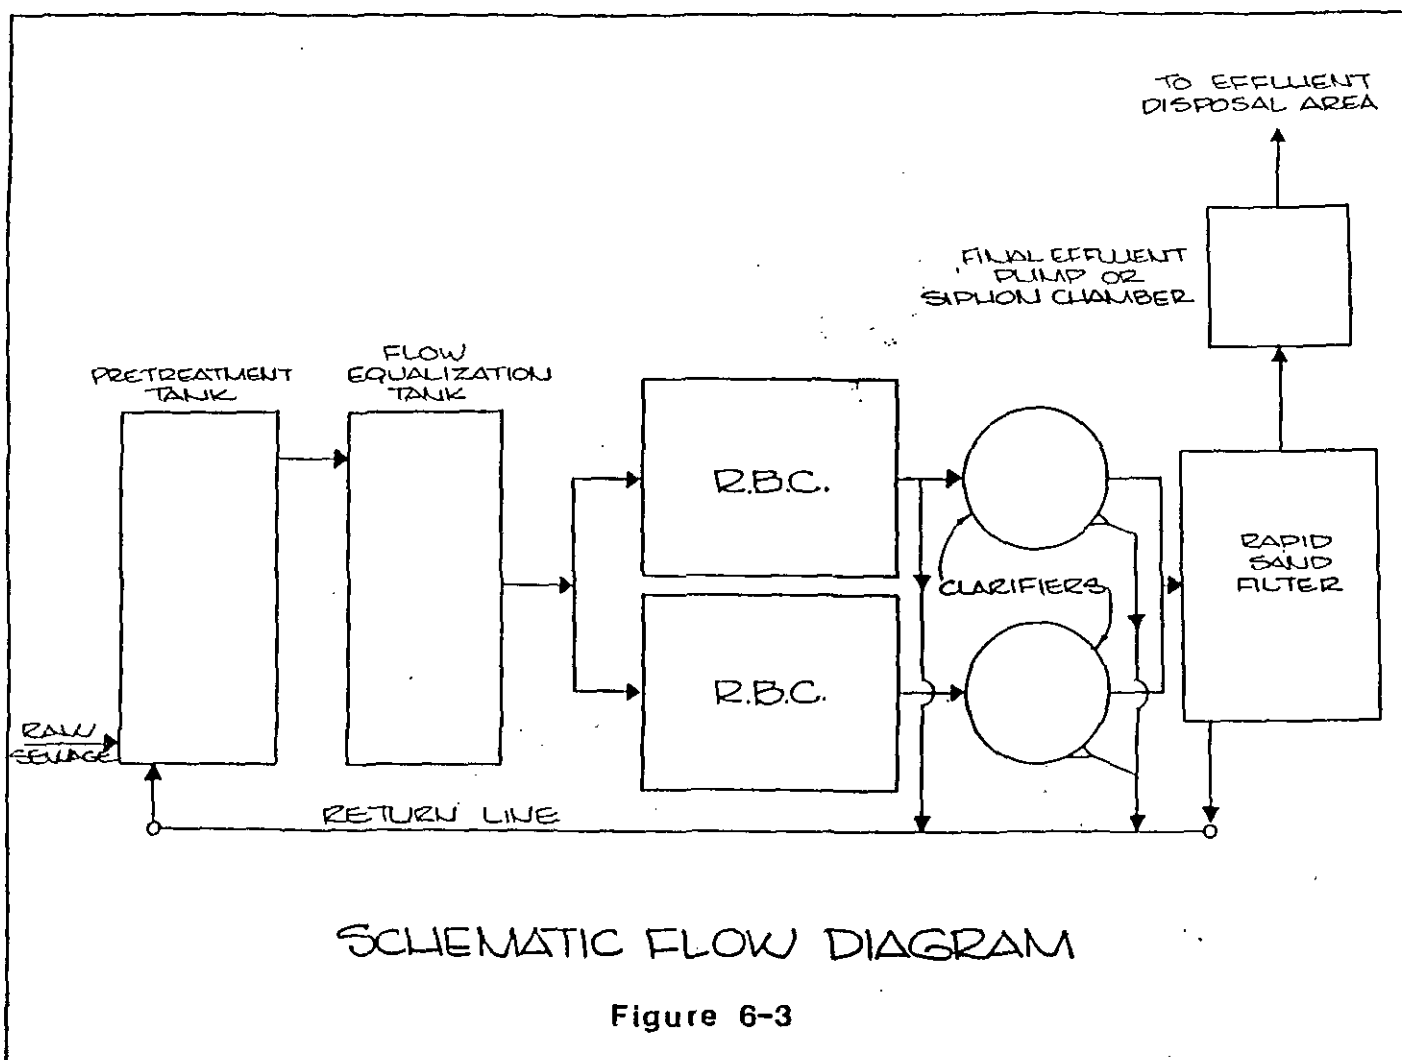 TO EFFLUENT
DISPOSAL AREA
FINAL EFFLUENT
PUMP OR
SIPHON CHAMBER
PRETREATMENT
TANK
FLOW
EQUALIZATION
TANK
R.B.C.
R.B.C.
CLARIFIERS
RAPID
SAND
FILTER
RAW
SEWAGE
RETURN LINE
SCHEMATIC FLOW DIAGRAM
Figure 6-3